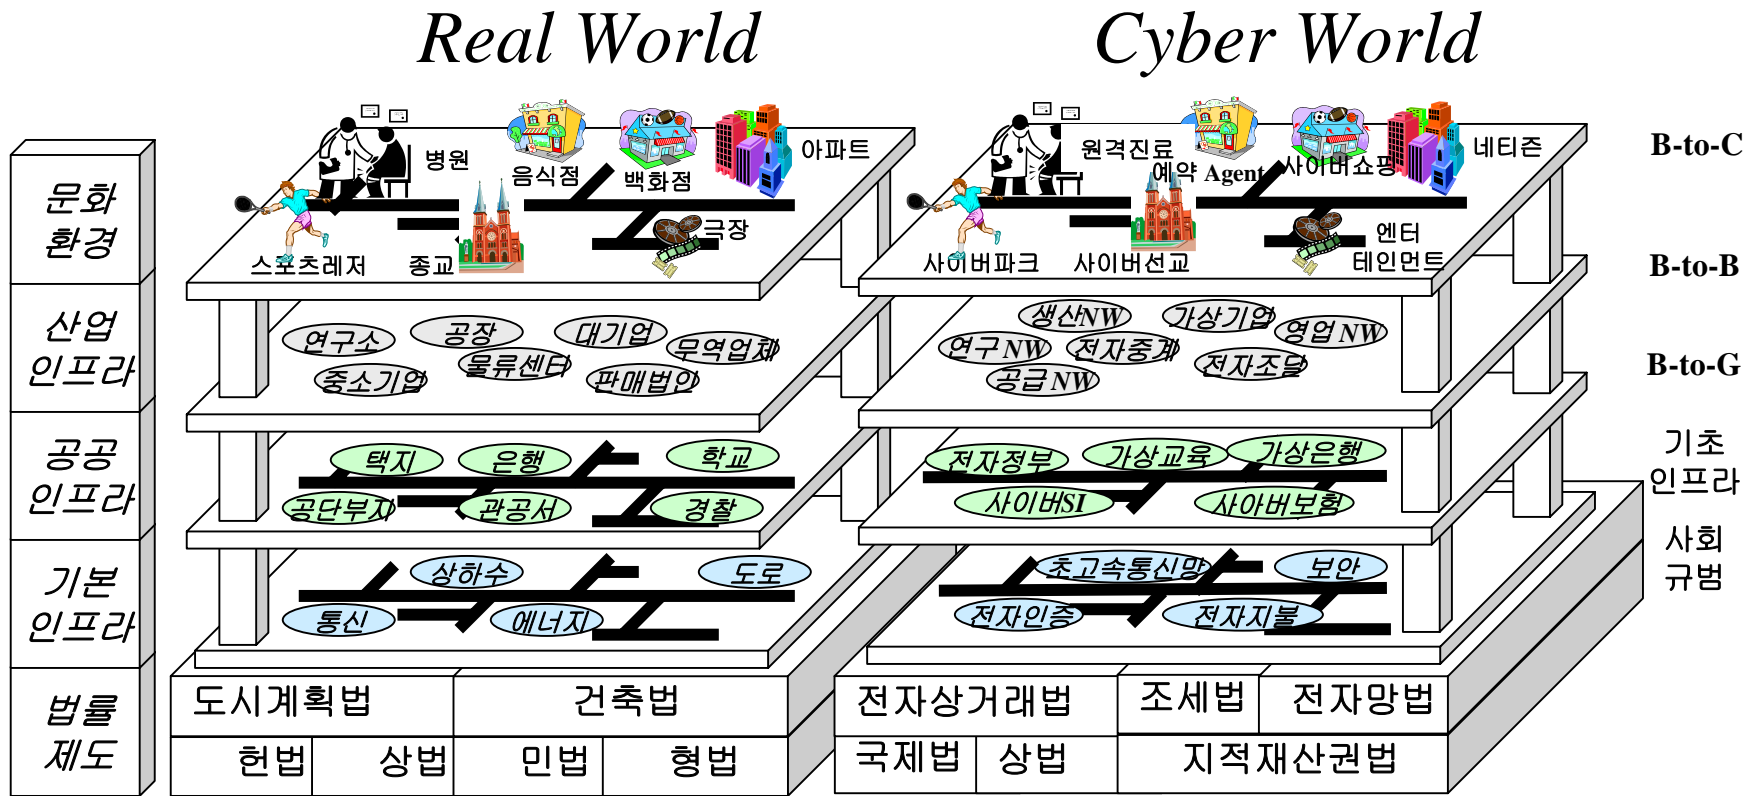 Real World
Cyber World
문화
환경
산업
인프라
공공
인프라
기본
인프라
법률
제도
병원
음식점
백화점
아파트
스포츠레저
종교
극장
연구소
공장
대기업
무역업체
중소기업
물류센터
판매법인
택지
은행
학교
공단부지
관공서
경찰
상하수
도로
통신
에너지
도시계획법
건축법
헌법
상법
민법
형법
원격진료
예약 Agent
사이버쇼핑
네티즌
사이버파크
사이버선교
엔터
테인먼트
생산NW
가상기업
영업 NW
연구 NW
전자중계
전자조달
공급 NW
전자정부
가상교육
가상은행
사이버SI
사아버보험
초고속통신망
보안
전자인증
전자지불
전자상거래법
조세법
전자망법
국제법
상법
지적재산권법
B-to-C
B-to-B
B-to-G
기초
인프라
사회
규범